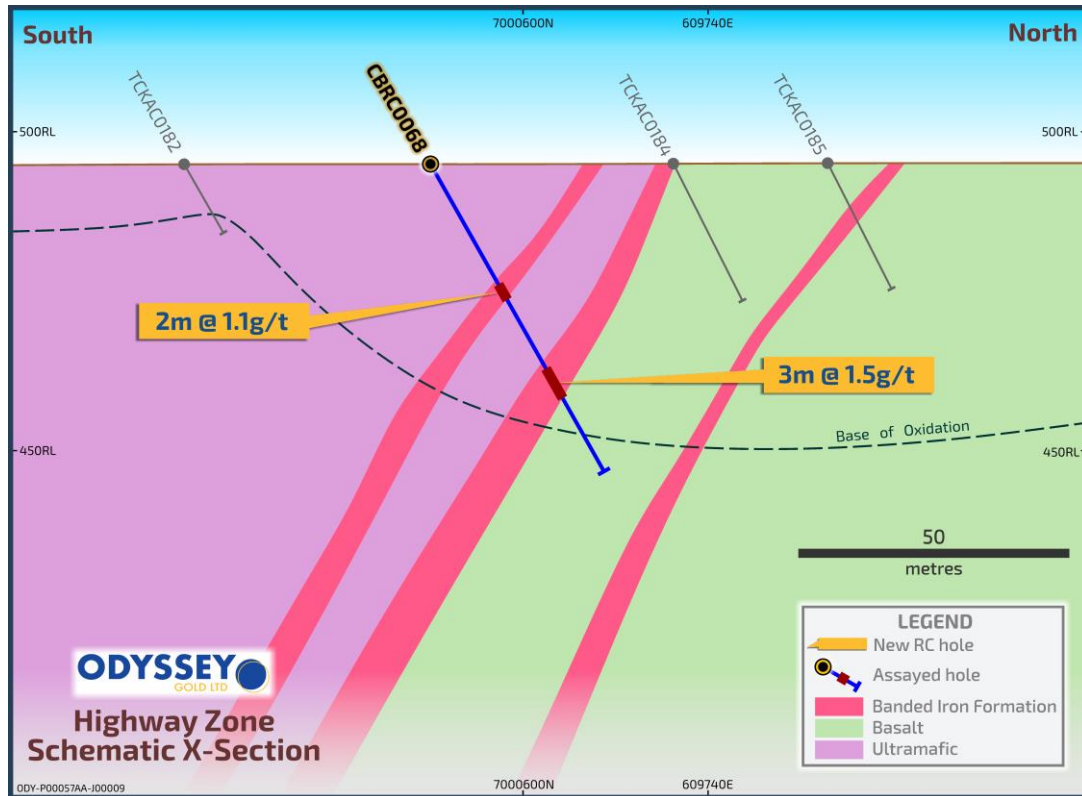 7000600N
609740E
South
North
TCKAC0182
CBRC0068
TCKAC0184
TCKAC0185
500RL
500RL
2m @ 1.1g/t
3m @ 1.5g/t
Base of Oxidation
450RL
450RL
50
metres
LEGEND
New RC hole
Assayed hole
Banded Iron Formation
Basalt
Ultramafic
ODYSSEY
GOLD LTD
Highway Zone
Schematic X-Section
ODY-P00057AA-J00009
7000600N
609740E